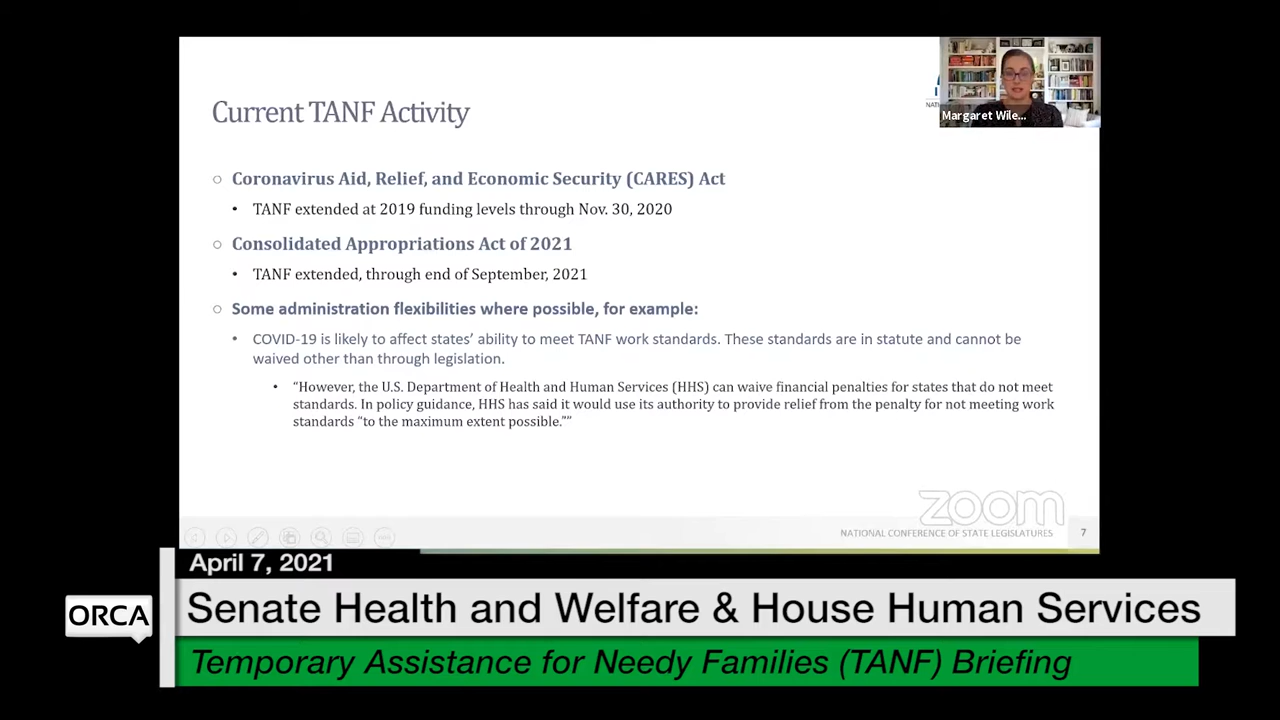 Current TANF Activity
Margaret Wile...
Coronavirus Aid, Relief, and Economic Security (CARES) Act
• TANF extended at 2019 funding levels through Nov. 30, 2020
Consolidated Appropriations Act of 2021
• TANF extended, through end of September, 2021
Some administration flexibilities where possible, for example:
• COVID-19 is likely to affect states’ ability to meet TANF work standards. These standards are in statute and cannot be
waived other than through legislation.
• “However, the U.S. Department of Health and Human Services (HHS) can waive financial penalties for states that do not meet
standards. In policy guidance, HHS has said it would use its authority to provide relief from the penalty for not meeting work
standards “to the maximum extent possible.””
zoom
NATIONAL CONFERENCE OF STATE LEGISLATURES 7
April 7, 2021
ORCA
Senate Health and Welfare & House Human Services
Temporary Assistance for Needy Families (TANF) Briefing